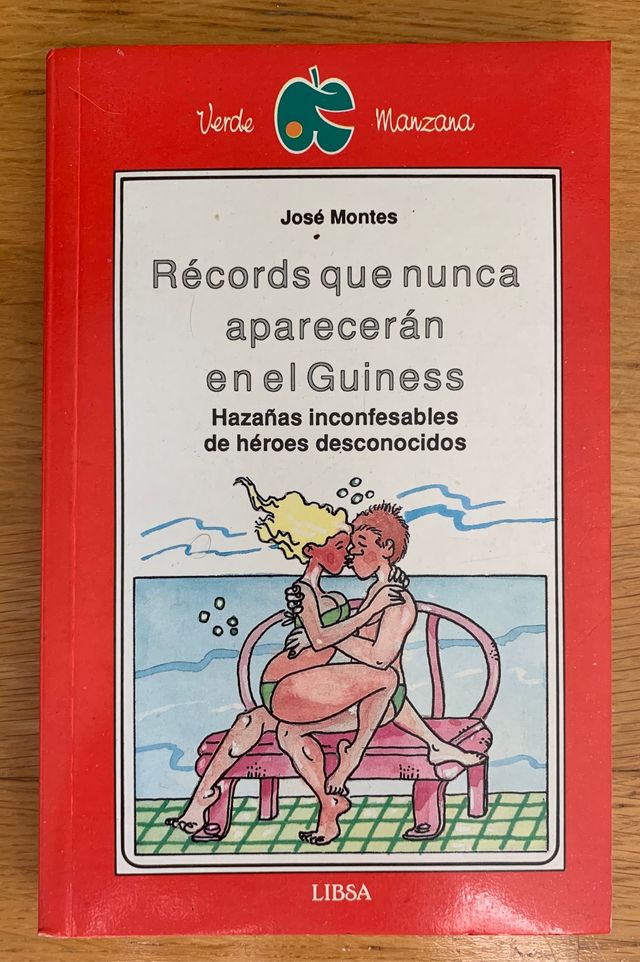 Verde Manzana
José Montes
Récords que nunca
aparecerán
en el Guiness
Hazañas inconfesables
de héroes desconocidos
LIBSA